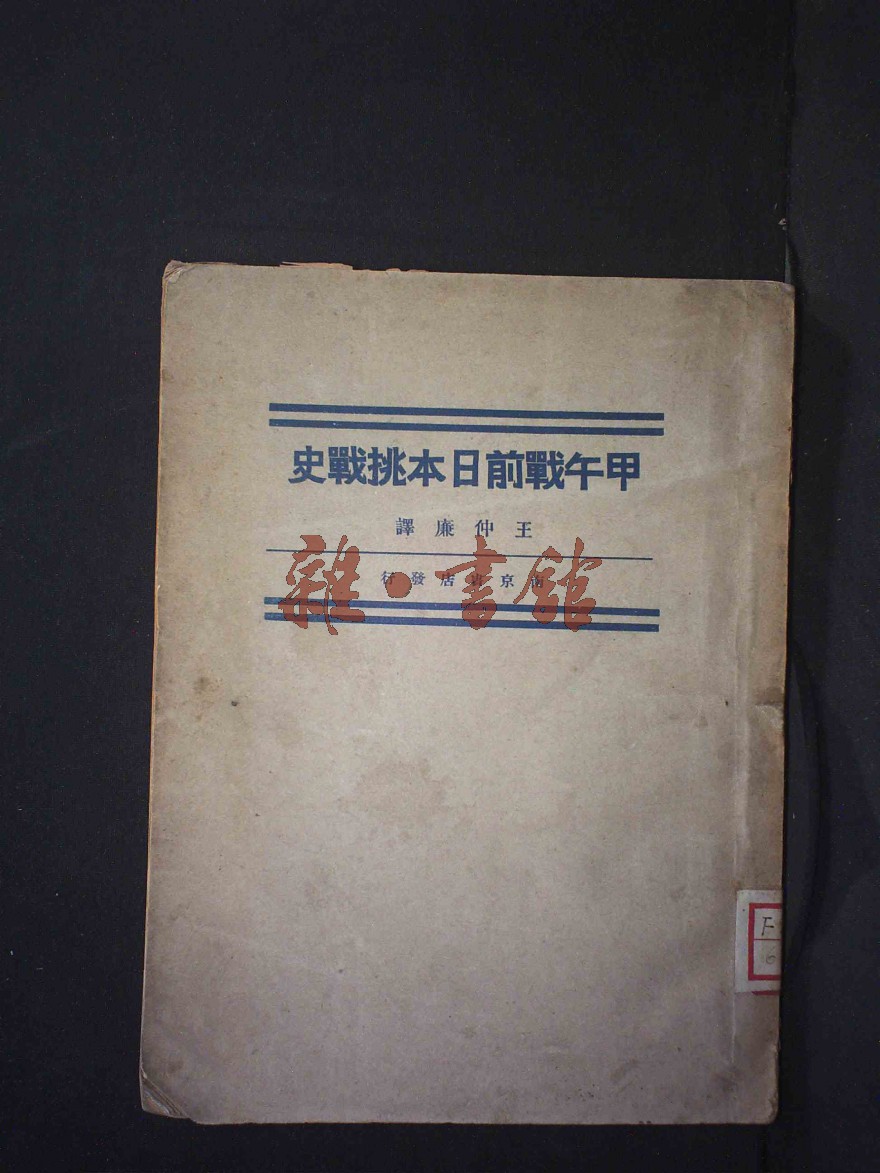 甲午戰前日本挑戰史
王仲廉譯
南京書店發行
雜·書館
F
6